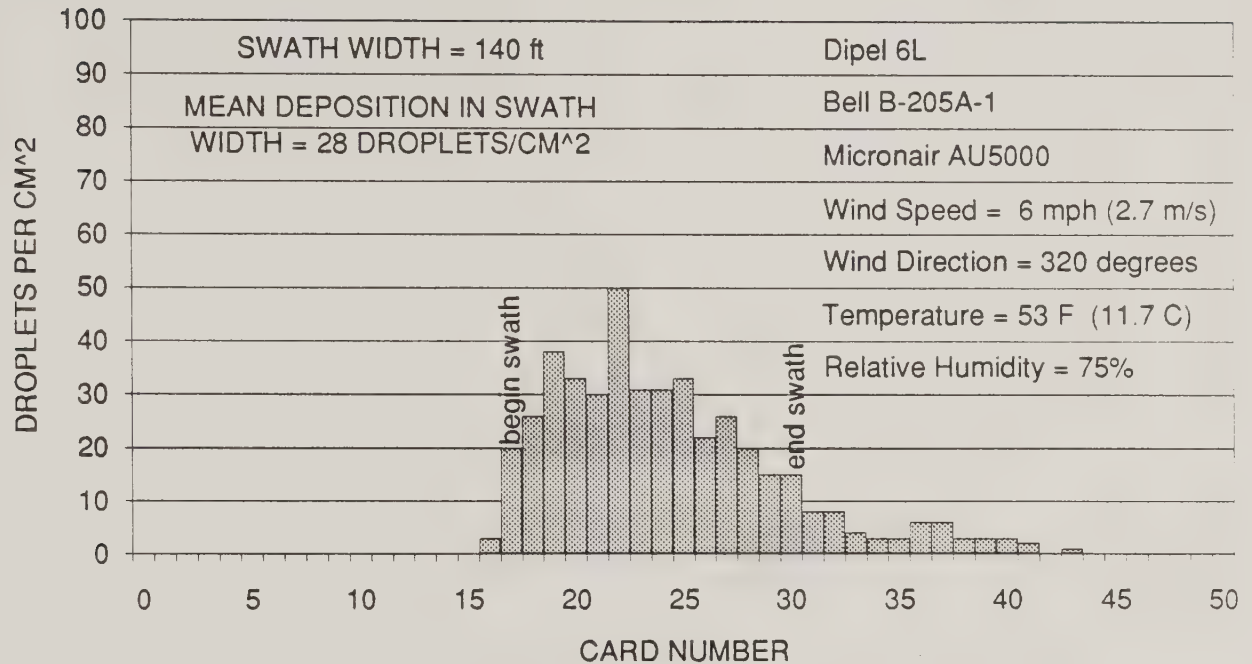 DROPLETS PER CM^2
100
90
80
70
60
50
40
30
20
10
0
SWATH WIDTH = 140 ft
MEAN DEPOSITION IN SWATH
WIDTH = 28 DROPLETS/CM^2
Dipel 6L
Bell B-205A-1
Micronair AU5000
Wind Speed = 6 mph (2.7 m/s)
Wind Direction = 320 degrees
Temperature = 53 F (11.7 C)
Relative Humidity = 75%
begin swath
end swath
0 5 10 15 20 25 30 35 40 45 50
CARD NUMBER